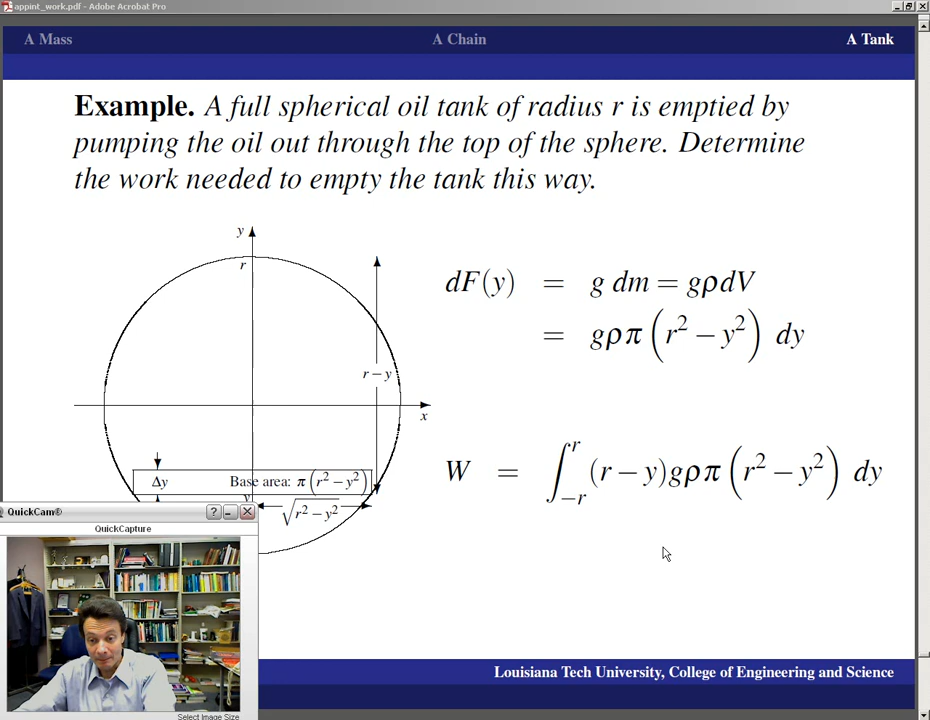 appint_work.pdf - Adobe Acrobat Pro
A Mass A Chain A Tank
Example. A full spherical oil tank of radius r is emptied by
pumping the oil out through the top of the sphere. Determine
the work needed to empty the tank this way.
y
r
r − y
x
Δy Base area: π(r² − y²)
y
√(r² − y²)
dF(y) = g dm = gρdV
= gρπ(r² − y²) dy
W = ∫₋ᵣʳ (r − y)gρπ(r² − y²) dy
QuickCam®
QuickCapture
Select Image Size
Louisiana Tech University, College of Engineering and Science